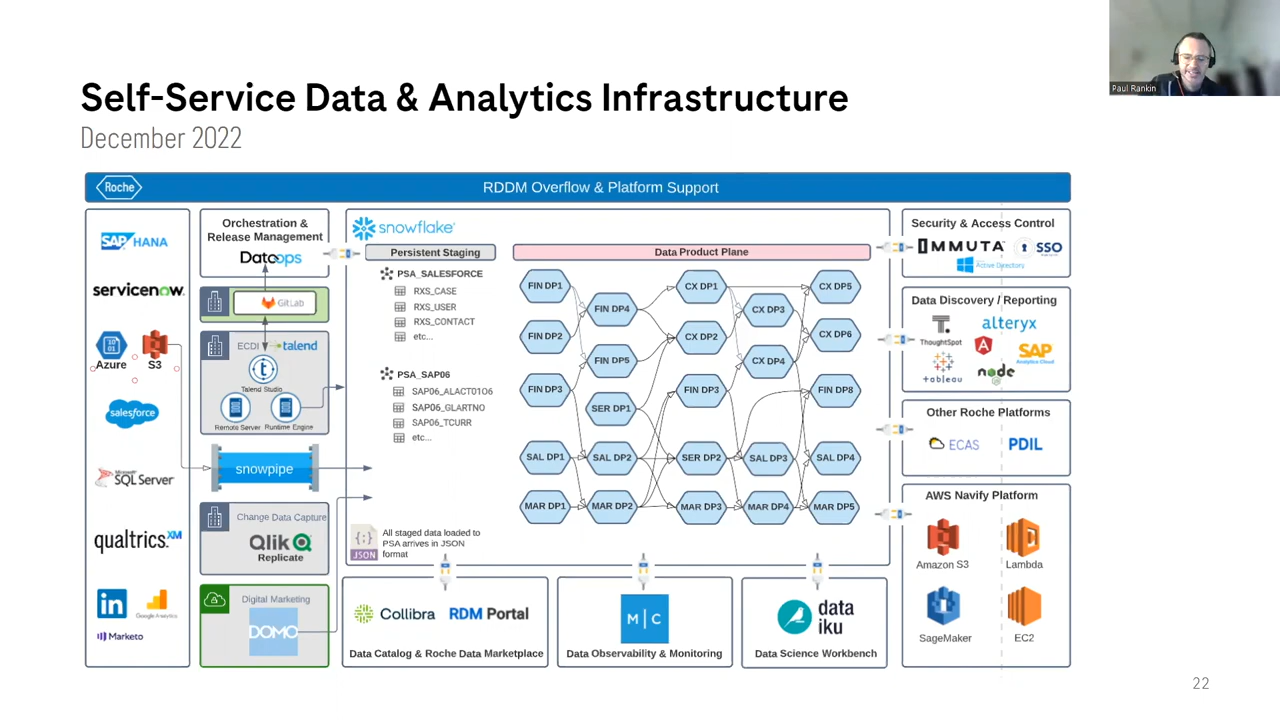 Self-Service Data & Analytics Infrastructure
December 2022
Paul Rankin
Roche
RDDM Overflow & Platform Support
SAP HANA
servicenow
Azure
S3
salesforce
Microsoft
SQL Server
qualtrics XM
in
Google Analytics
Marketo
Orchestration &
Release Management
Dataops
GitLab
ECDI
talend
Talend Studio
Remote Server
Runtime Engine
snowpipe
Change Data Capture
Qlik
Replicate
Digital Marketing
DOMO
snowflake
Persistent Staging
PSA_SALESFORCE
RXS_CASE
RXS_USER
RXS_CONTACT
etc...
PSA_SAP06
SAP06_ALACT0106
SAP06_GLARTNO
SAP06_TCURR
etc...
{:}
JSON
All staged data loaded to
PSA arrives in JSON
format
Data Product Plane
FIN DP1
FIN DP2
FIN DP3
SAL DP1
MAR DP1
FIN DP4
FIN DP5
SER DP1
SAL DP2
MAR DP2
CX DP1
CX DP2
FIN DP3
SER DP2
MAR DP3
CX DP3
CX DP4
SAL DP3
MAR DP4
CX DP5
CX DP6
FIN DP8
SAL DP4
MAR DP5
Collibra
RDM Portal
Data Catalog & Roche Data Marketplace
M|C
Data Observability & Monitoring
data
iku
Data Science Workbench
Security & Access Control
IMMUTA
SSO
Active Directory
Data Discovery / Reporting
T.
ThoughtSpot
alteryx
A
SAP
Analytics Cloud
tableau
node
Other Roche Platforms
ECAS
PDIL
AWS Navify Platform
Amazon S3
Lambda
SageMaker
EC2
22